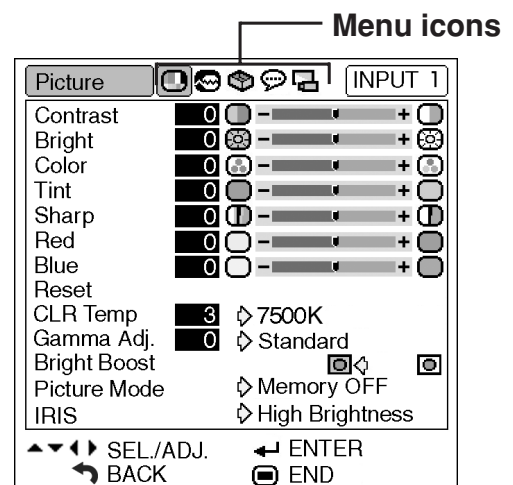 Menu icons
Picture INPUT 1
Contrast 0 - +
Bright 0 - +
Color 0 - +
Tint 0 - +
Sharp 0 - +
Red 0 - +
Blue 0 - +
Reset
CLR Temp 3 7500K
Gamma Adj. 0 Standard
Bright Boost
Picture Mode Memory OFF
IRIS High Brightness
SEL./ADJ. ENTER
BACK END